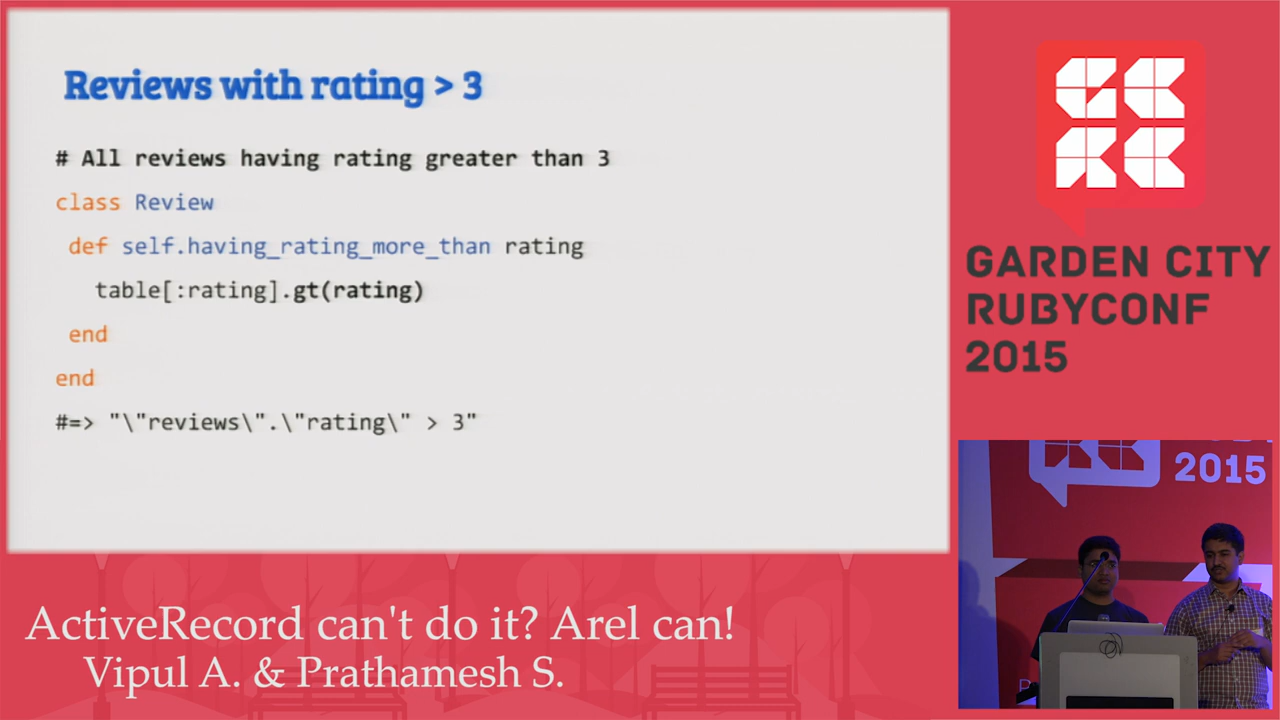 Reviews with rating > 3
# All reviews having rating greater than 3
class Review
def self.having_rating_more_than rating
table[:rating].gt(rating)
end
end
#=> "\"reviews\".\"rating\" > 3"
GARDEN CITY
RUBYCONF
2015
2015
ActiveRecord can't do it? Arel can!
Vipul A. & Prathamesh S.